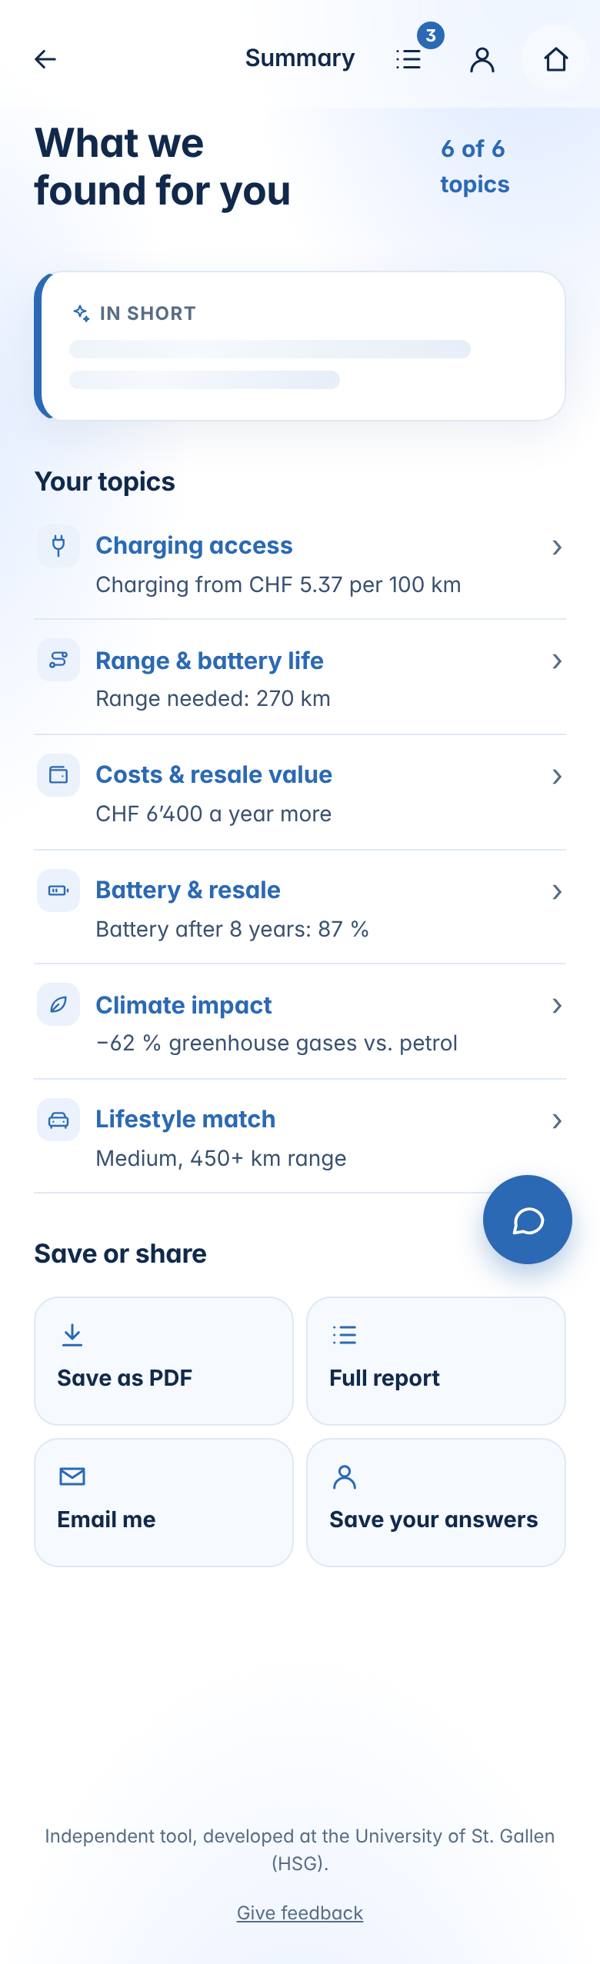 Summary
3
What we
found for you
6 of 6
topics
IN SHORT
Your topics
Charging access
Charging from CHF 5.37 per 100 km
Range & battery life
Range needed: 270 km
Costs & resale value
CHF 6’400 a year more
Battery & resale
Battery after 8 years: 87 %
Climate impact
−62 % greenhouse gases vs. petrol
Lifestyle match
Medium, 450+ km range
Save or share
Save as PDF
Full report
Email me
Save your answers
Independent tool, developed at the University of St. Gallen
(HSG).
Give feedback